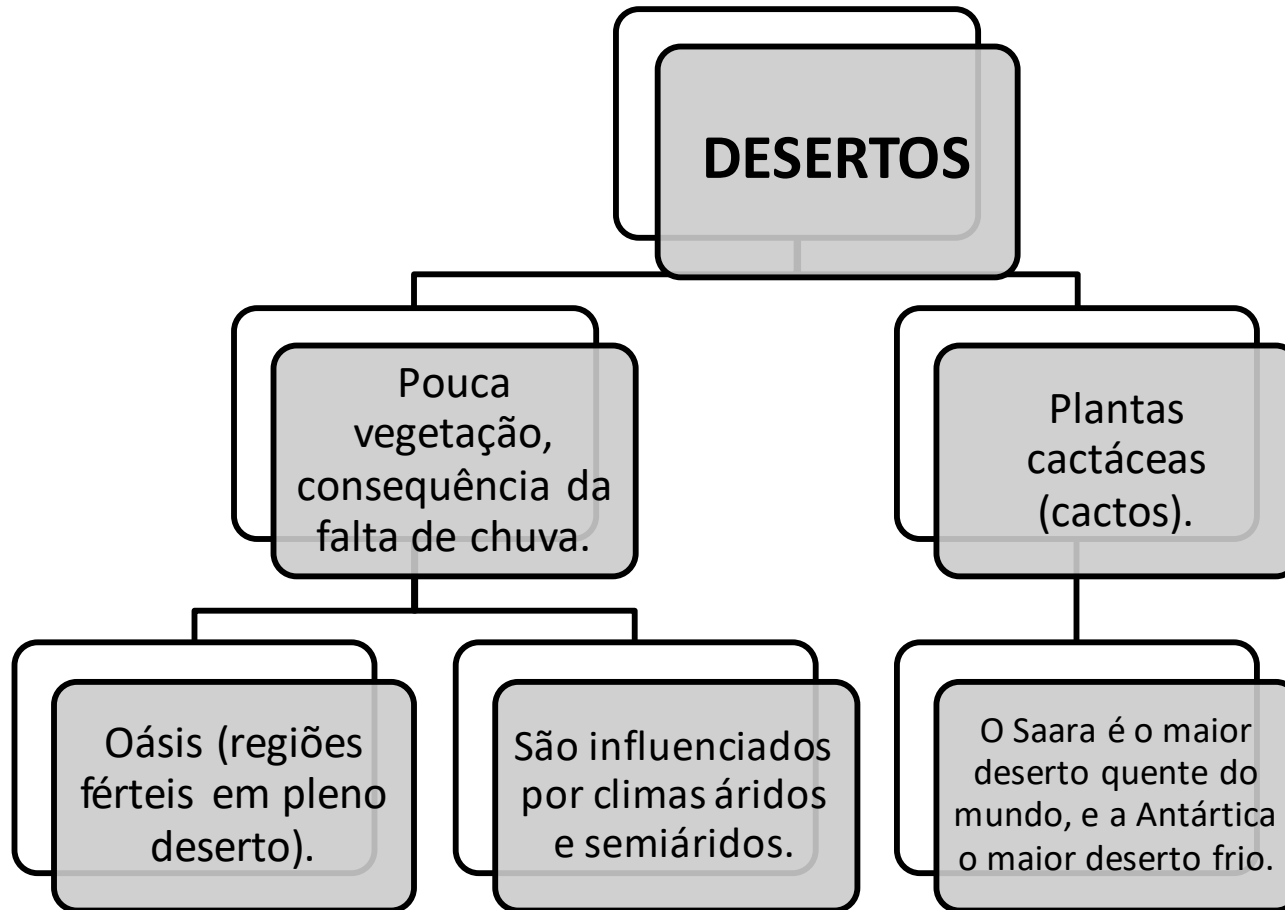 DESERTOS
Pouca
vegetação,
consequência da
falta de chuva.
Plantas
cactáceas
(cactos).
Oásis (regiões
férteis em pleno
deserto).
São influenciados
por climas áridos
e semiáridos.
O Saara é o maior
deserto quente do
mundo, e a Antártica
o maior deserto frio.